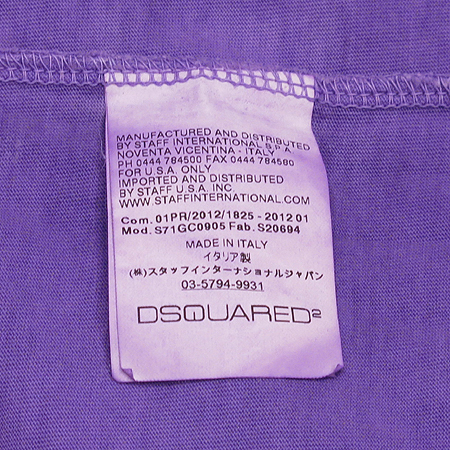 MANUFACTURED AND DISTRIBUTED
BY STAFF INTERNATIONAL S.P.A
NOVENTA VICENTINA - ITALY
PH 0444 784500 FAX 0444 784580
FOR U.S.A. ONLY
IMPORTED AND DISTRIBUTED
BY STAFF U.S.A. INC.
WWW.STAFFINTERNATIONAL.COM
Com. 01PR/2012/1825 - 2012 01
Mod. S71GC0905 Fab. S20694
MADE IN ITALY
イタリア製
(株)スタッフインターナショナルジャパン
03-5794-9931
DSQUARED²